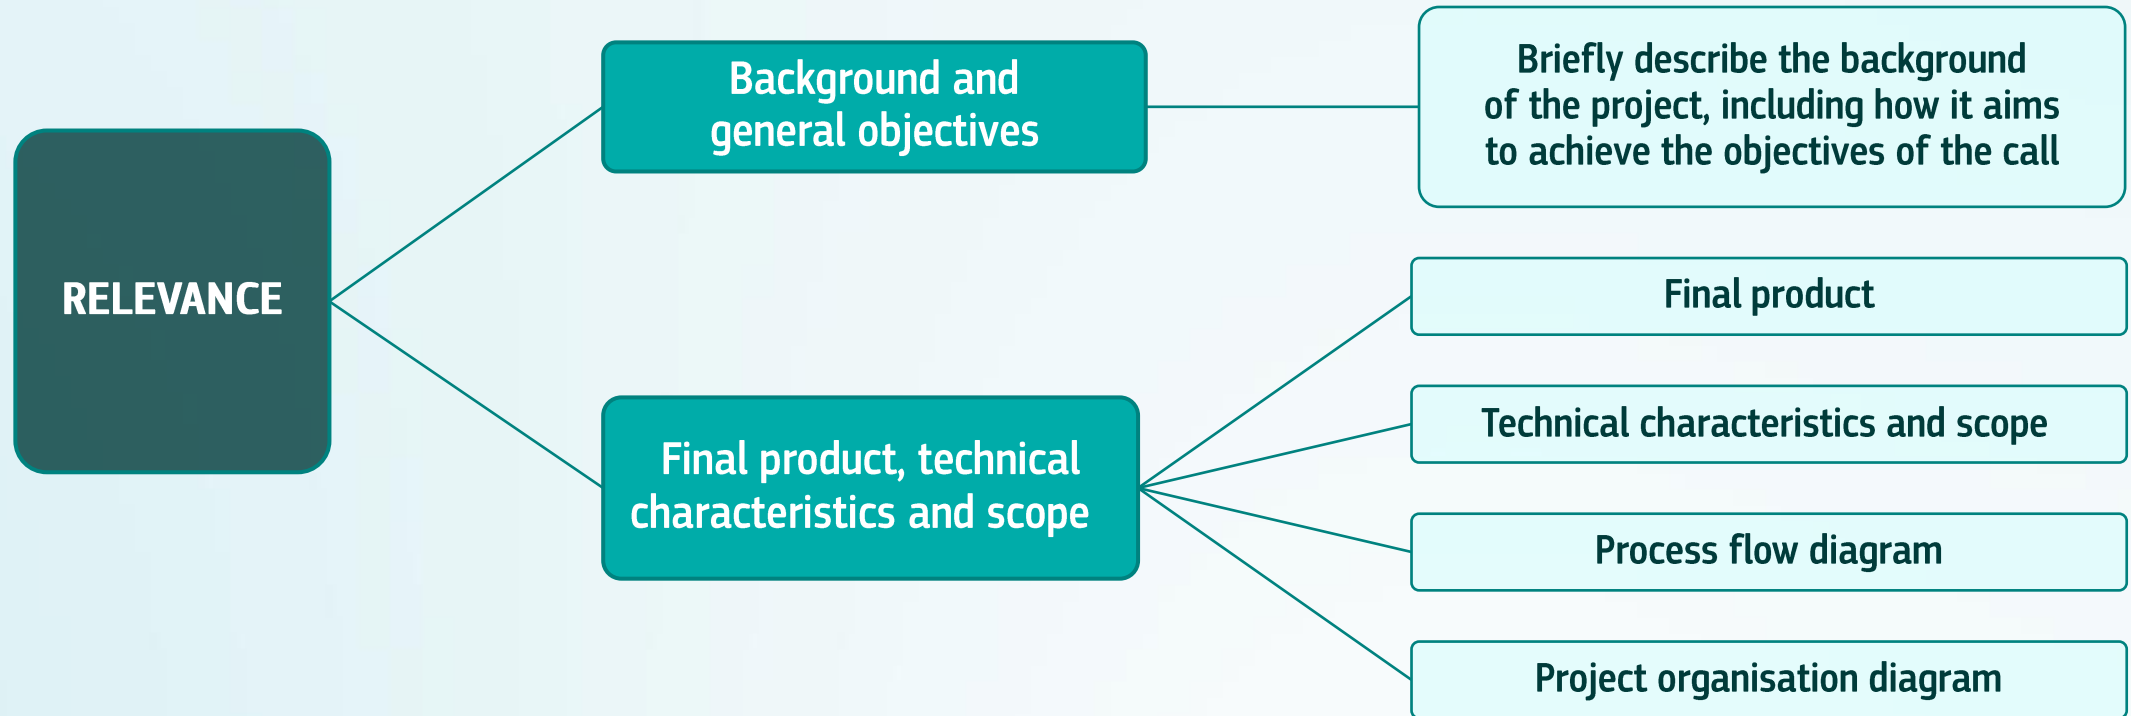 RELEVANCE
Background and
general objectives
Briefly describe the background
of the project, including how it aims
to achieve the objectives of the call
Final product, technical
characteristics and scope
Final product
Technical characteristics and scope
Process flow diagram
Project organisation diagram